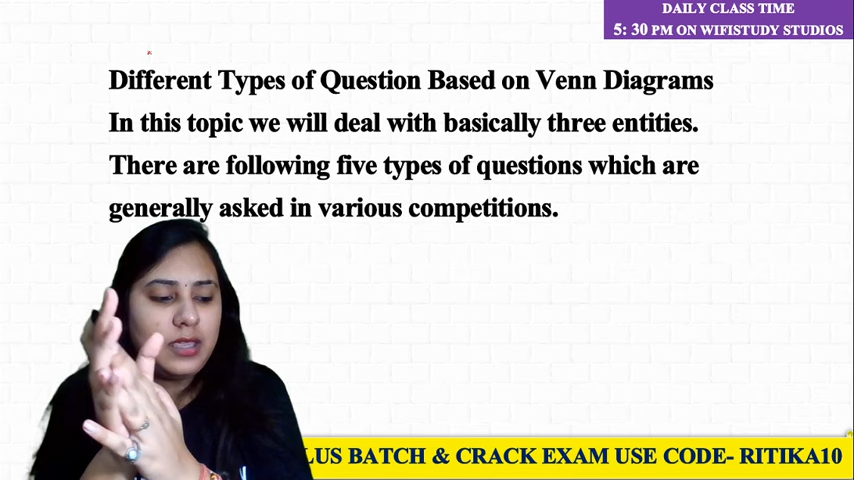 DAILY CLASS TIME
5: 30 PM ON WIFISTUDY STUDIOS
Different Types of Question Based on Venn Diagrams
In this topic we will deal with basically three entities.
There are following five types of questions which are
generally asked in various competitions.
BATCH & CRACK EXAM USE CODE- RITIKA10